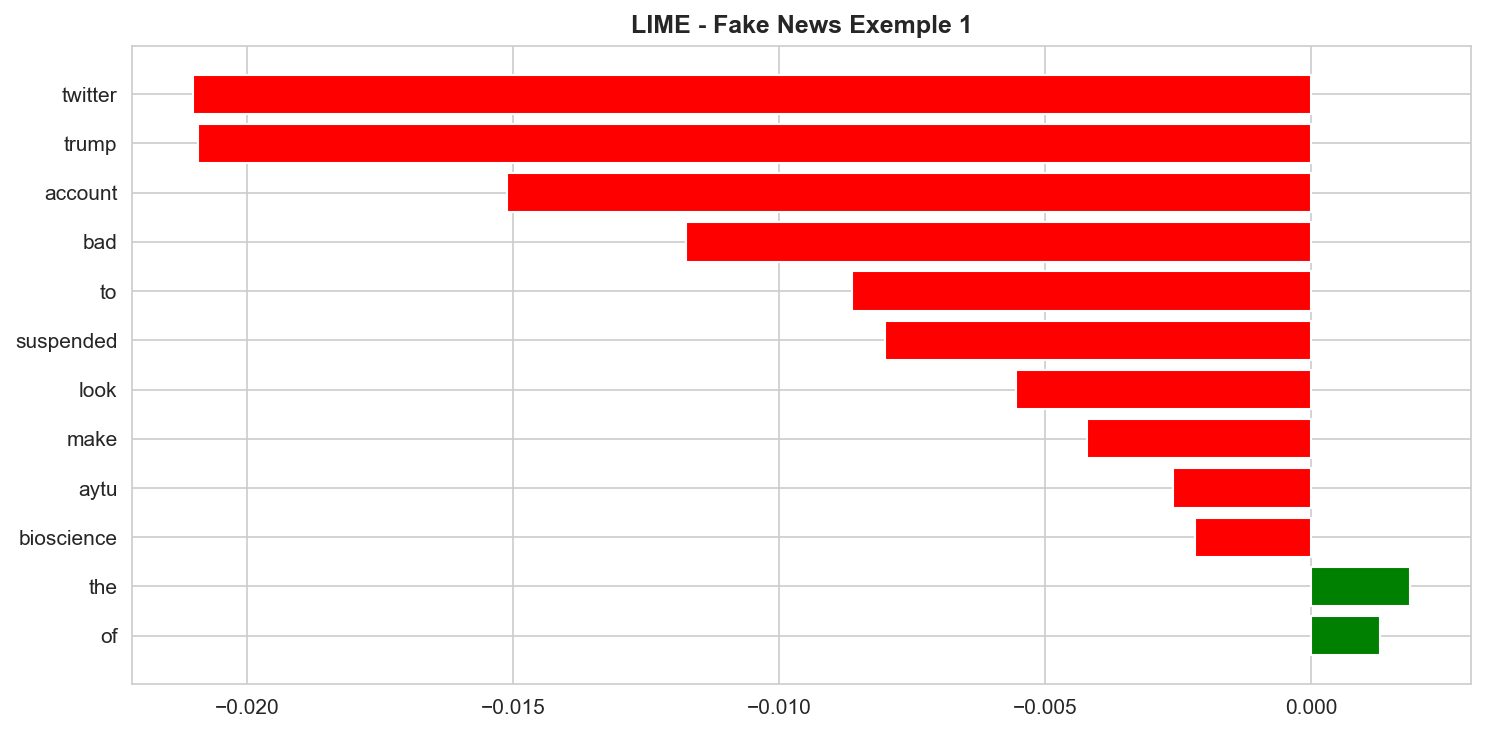 LIME - Fake News Exemple 1
twitter
trump
account
bad
to
suspended
look
make
aytu
bioscience
the
of
−0.020 −0.015 −0.010 −0.005 0.000